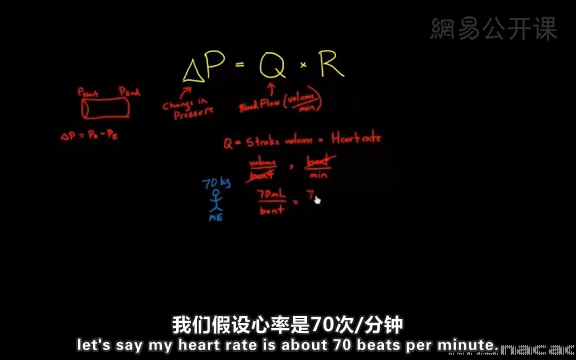 網易公开课
ΔP = Q × R
Pstart Pend
Change in Pressure
Blood Flow (volume/min)
ΔP = Ps - PE
Q = Stroke volume × Heart rate
volume/beat × beat/min
70 kg
70mL/beat × 7
ME
我们假设心率是70次/分钟
let's say my heart rate is about 70 beats per minute.